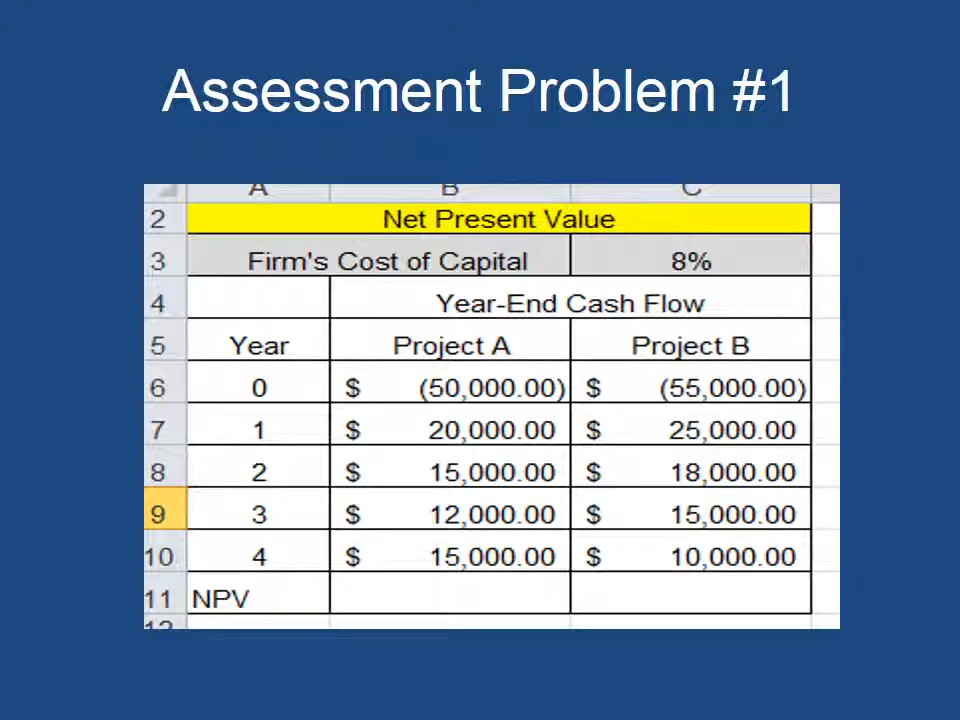 Assessment Problem #1
A B C
2 Net Present Value
3 Firm's Cost of Capital 8%
4 Year-End Cash Flow
5 Year Project A Project B
6 0 $ (50,000.00) $ (55,000.00)
7 1 $ 20,000.00 $ 25,000.00
8 2 $ 15,000.00 $ 18,000.00
9 3 $ 12,000.00 $ 15,000.00
10 4 $ 15,000.00 $ 10,000.00
11 NPV
12